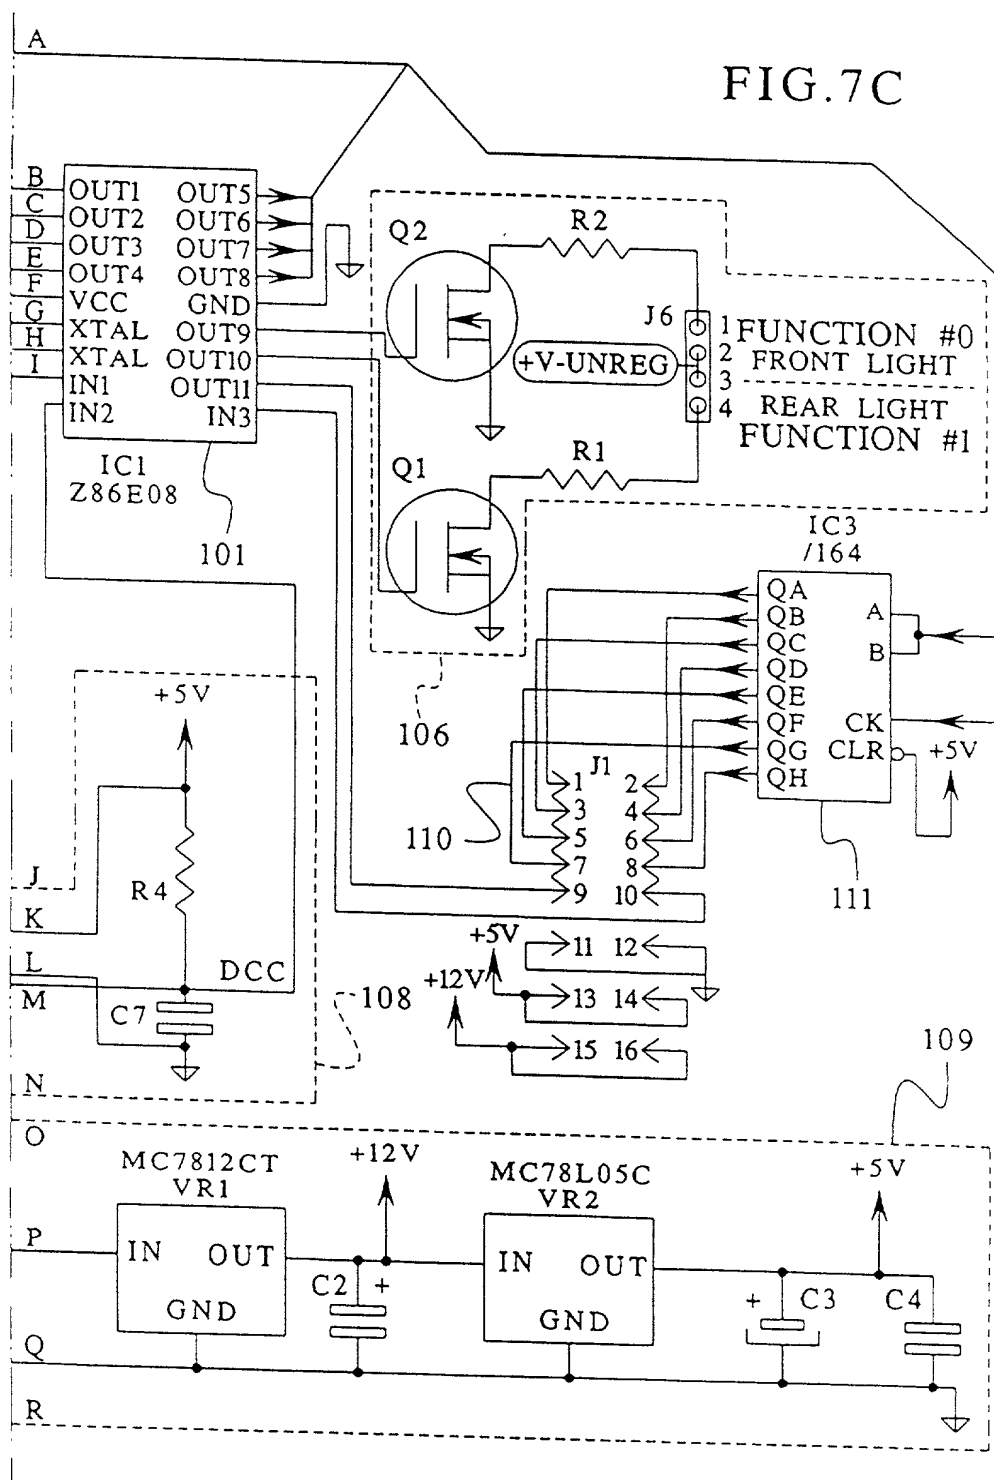 A
FIG.7C
B
C
D
E
F
G
H
I
OUT1 OUT5
OUT2 OUT6
OUT3 OUT7
OUT4 OUT8
VCC GND
XTAL OUT9
XTAL OUT10
IN1 OUT11
IN2 IN3
IC1
Z86E08
101
Q2
R2
J6
1
2
3
4
+V-UNREG
FUNCTION #0
FRONT LIGHT
REAR LIGHT
FUNCTION #1
Q1
R1
106
IC3
/164
QA
QB
QC
QD
QE
QF
QG
QH
A
B
CK
CLR
+5V
111
110
J1
1 2
3 4
5 6
7 8
9 10
11 12
13 14
15 16
+5V
+12V
+5V
R4
J
K
L
M
N
DCC
C7
108
109
O
P
Q
R
MC7812CT
VR1
IN OUT
GND
+12V
C2 +
MC78L05C
VR2
IN OUT
GND
+5V
+ C3
C4